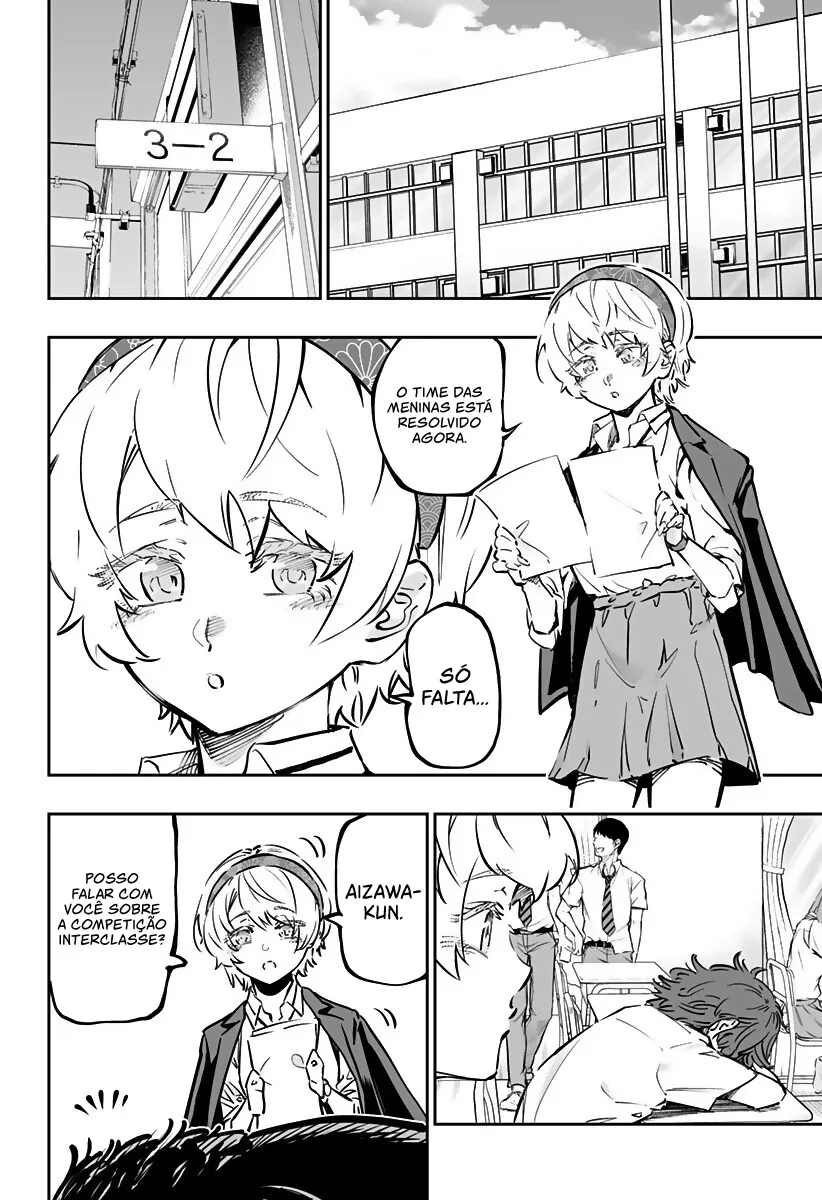 3-2
O TIME DAS
MENINAS ESTÁ
RESOLVIDO
AGORA.
SÓ
FALTA...
AIZAWA-
KUN.
POSSO
FALAR COM
VOCÊ SOBRE
A COMPETIÇÃO
INTERCLASSE?